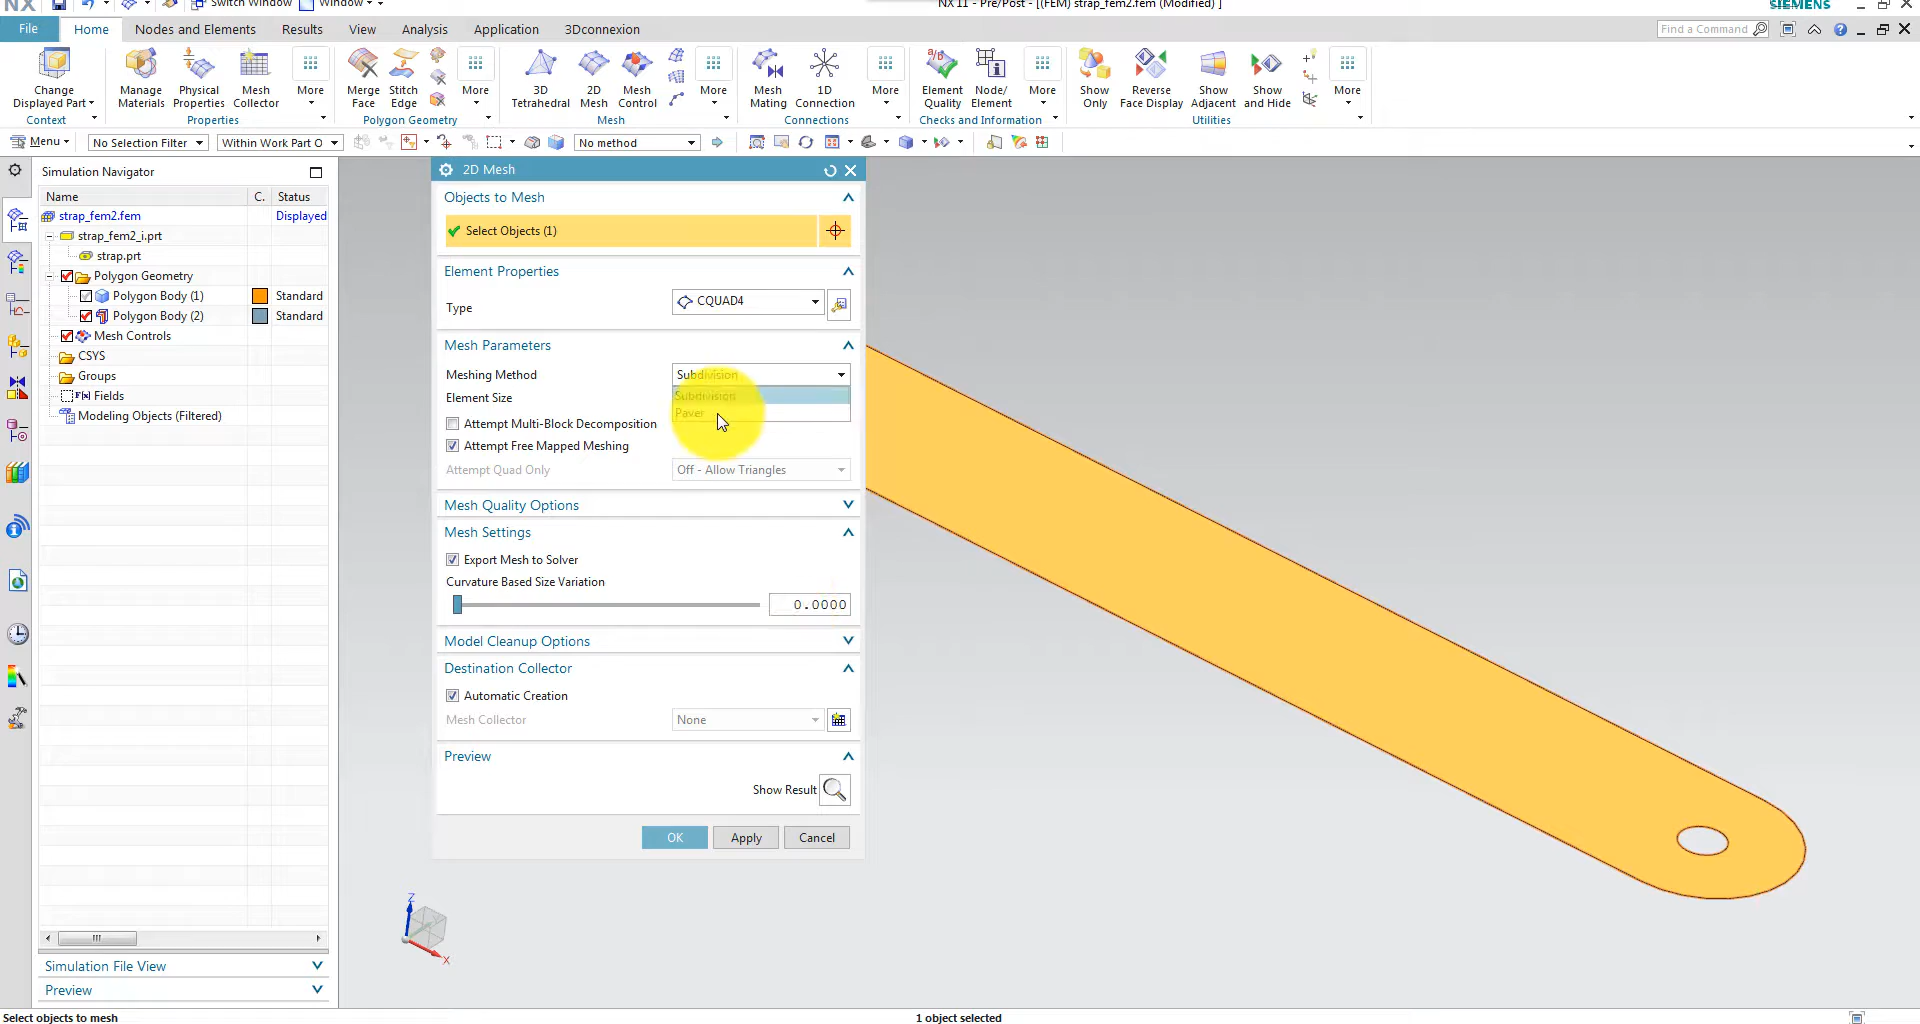 NX
Switch Window
Window
NX 11 - Pre/Post - [(FEM) strap_fem2.fem (Modified) ]
SIEMENS
File
Home
Nodes and Elements
Results
View
Analysis
Application
3Dconnexion
Find a Command
Change Displayed Part
Manage Materials
Physical Properties
Mesh Collector
More
Merge Face
Stitch Edge
More
3D Tetrahedral
2D Mesh
Mesh Control
More
Mesh Mating
1D Connection
More
Element Quality
Node/ Element
More
Show Only
Reverse Face Display
Show Adjacent
Show and Hide
More
Context
Properties
Polygon Geometry
Mesh
Connections
Checks and Information
Utilities
Menu
No Selection Filter
Within Work Part O
No method
Simulation Navigator
Name
C.
Status
strap_fem2.fem
Displayed
strap_fem2_i.prt
strap.prt
Polygon Geometry
Polygon Body (1)
Standard
Polygon Body (2)
Standard
Mesh Controls
CSYS
Groups
Fields
Modeling Objects (Filtered)
Simulation File View
Preview
2D Mesh
Objects to Mesh
Select Objects (1)
Element Properties
Type
CQUAD4
Mesh Parameters
Meshing Method
Subdivision
Subdivision
Element Size
Paver
Attempt Multi-Block Decomposition
Attempt Free Mapped Meshing
Attempt Quad Only
Off - Allow Triangles
Mesh Quality Options
Mesh Settings
Export Mesh to Solver
Curvature Based Size Variation
0.0000
Model Cleanup Options
Destination Collector
Automatic Creation
Mesh Collector
None
Preview
Show Result
OK
Apply
Cancel
Z
X
Select objects to mesh
1 object selected